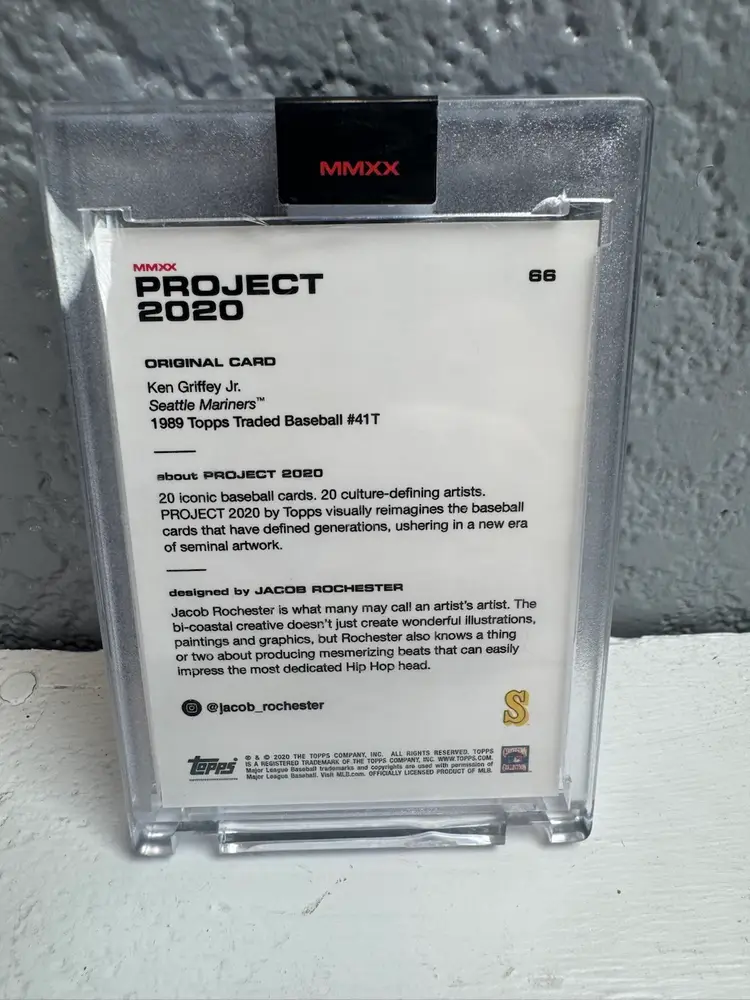 MMXX
MMXX
PROJECT
2020
66
ORIGINAL CARD
Ken Griffey Jr.
Seattle Mariners™
1989 Topps Traded Baseball #41T
about PROJECT 2020
20 iconic baseball cards. 20 culture-defining artists.
PROJECT 2020 by Topps visually reimagines the baseball
cards that have defined generations, ushering in a new era
of seminal artwork.
designed by JACOB ROCHESTER
Jacob Rochester is what many may call an artist's artist. The
bi-coastal creative doesn't just create wonderful illustrations,
paintings and graphics, but Rochester also knows a thing
or two about producing mesmerizing beats that can easily
impress the most dedicated Hip Hop head.
@jacob_rochester
S
Topps
® & © 2020 THE TOPPS COMPANY, INC. ALL RIGHTS RESERVED. TOPPS
IS A REGISTERED TRADEMARK OF THE TOPPS COMPANY, INC. WWW.TOPPS.COM.
Major League Baseball trademarks and copyrights are used with permission of
Major League Baseball. Visit MLB.com. OFFICIALLY LICENSED PRODUCT OF MLB.
COLLECTION